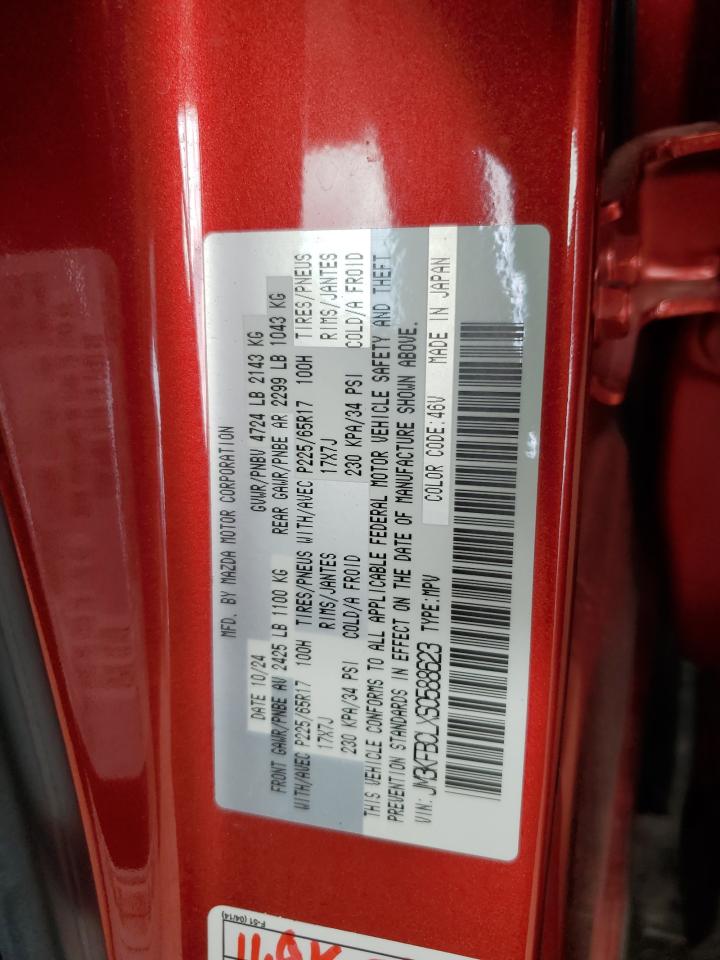 MFD. BY MAZDA MOTOR CORPORATION
DATE 10/24 GVWR/PNBV 4724 LB 2143 KG
FRONT GAWR/PNBE AV 2425 LB 1100 KG REAR GAWR/PNBE AR 2299 LB 1043 KG
WITH/AVEC P225/65R17 100H TIRES/PNEUS WITH/AVEC P225/65R17 100H TIRES/PNEUS
17X7J RIMS/JANTES 17X7J RIMS/JANTES
230 KPA/34 PSI COLD/A FROID 230 KPA/34 PSI COLD/A FROID
THIS VEHICLE CONFORMS TO ALL APPLICABLE FEDERAL MOTOR VEHICLE SAFETY AND THEFT
PREVENTION STANDARDS IN EFFECT ON THE DATE OF MANUFACTURE SHOWN ABOVE.
VIN: JM3KFBCLXS0588623 TYPE:MPV COLOR CODE:46V MADE IN JAPAN
F-51 (04/14)